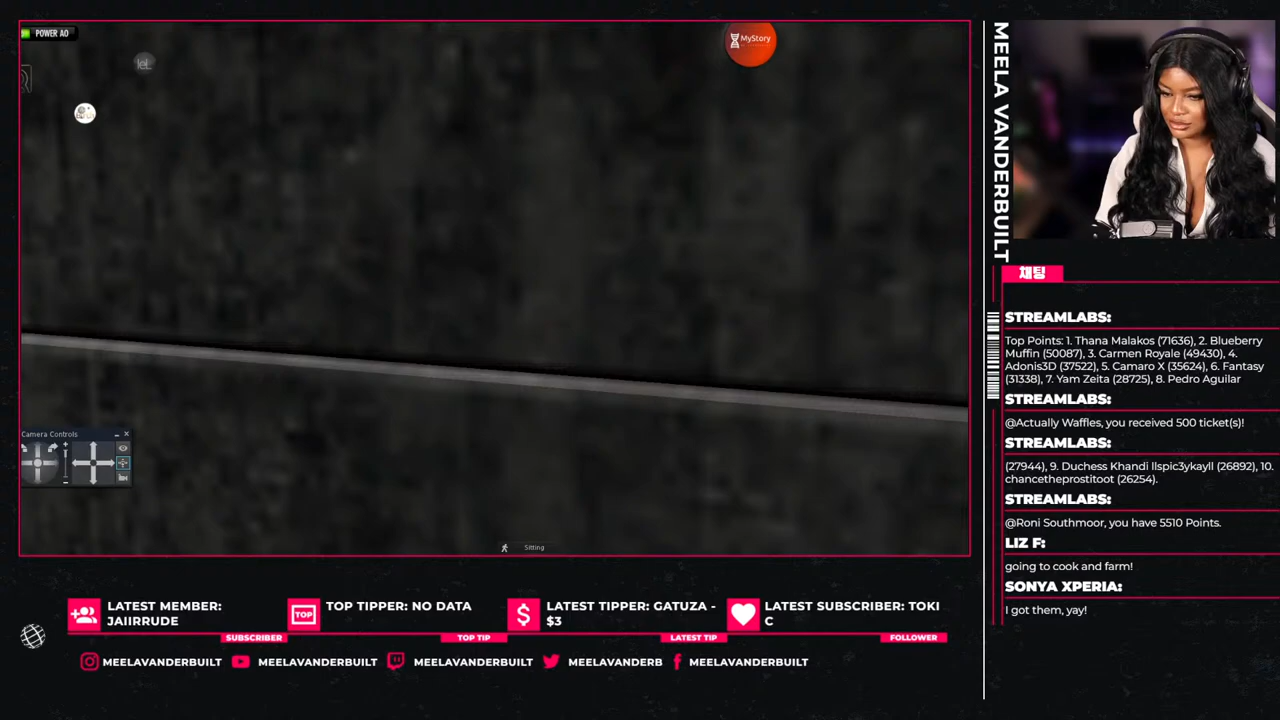 POWER AO
MyStory
Camera Controls
Sitting
MEELA VANDERBUILT
채팅
STREAMLABS:
Top Points: 1. Thana Malakos (71636), 2. Blueberry
Muffin (50087), 3. Carmen Royale (49430), 4.
Adonis3D (37522), 5. Camaro X (35624), 6. Fantasy
(31338), 7. Yam Zeita (28725), 8. Pedro Aguilar
STREAMLABS:
@Actually Waffles, you received 500 ticket(s)!
STREAMLABS:
(27944), 9. Duchess Khandi llspic3ykayll (26892), 10.
chancetheprostitoot (26254).
STREAMLABS:
@Roni Southmoor, you have 5510 Points.
LIZ F:
going to cook and farm!
SONYA XPERIA:
I got them, yay!
LATEST MEMBER:
JAIIRRUDE
SUBSCRIBER
TOP
TOP TIPPER: NO DATA
TOP TIP
LATEST TIPPER: GATUZA -
$3
LATEST TIP
LATEST SUBSCRIBER: TOKI
C
FOLLOWER
MEELAVANDERBUILT
MEELAVANDERBUILT
MEELAVANDERBUILT
MEELAVANDERB
MEELAVANDERBUILT